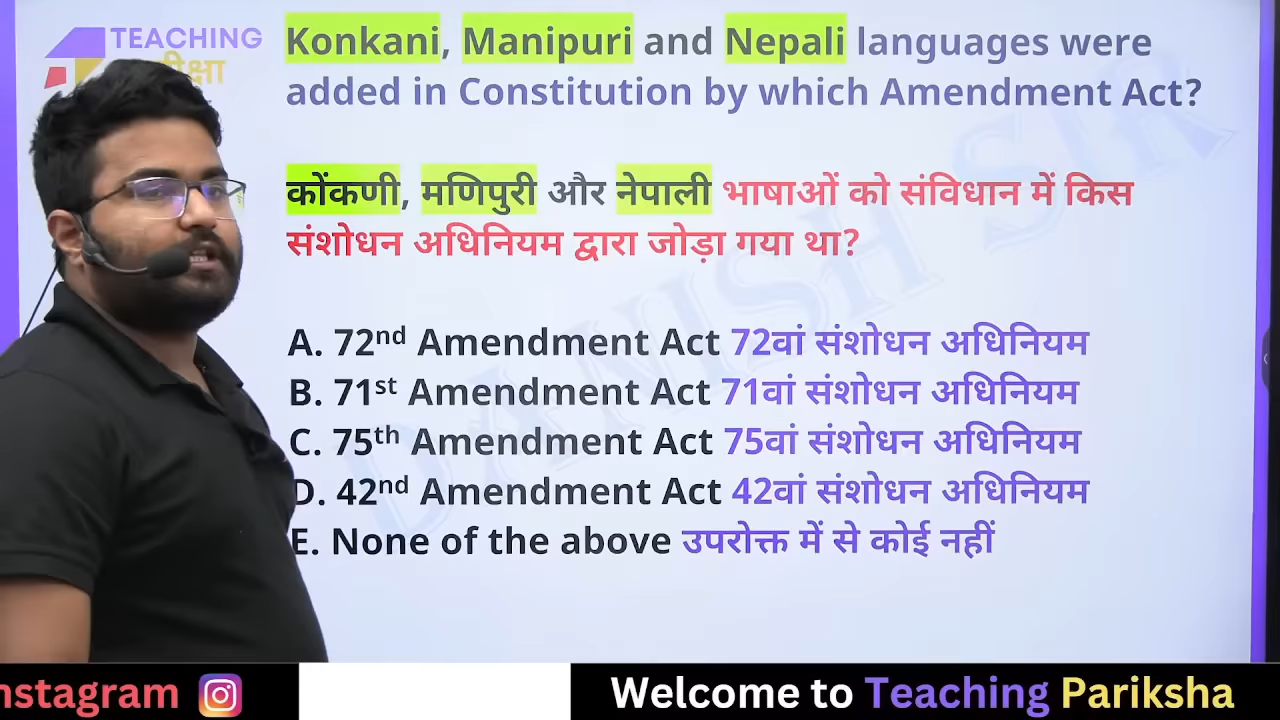 TEACHING
Konkani, Manipuri and Nepali languages were
added in Constitution by which Amendment Act?
कोंकणी, मणिपुरी और नेपाली भाषाओं को संविधान में किस
संशोधन अधिनियम द्वारा जोड़ा गया था?
DANISH SIR
A. 72nd Amendment Act 72वां संशोधन अधिनियम
B. 71st Amendment Act 71वां संशोधन अधिनियम
C. 75th Amendment Act 75वां संशोधन अधिनियम
D. 42nd Amendment Act 42वां संशोधन अधिनियम
E. None of the above उपरोक्त में से कोई नहीं
nstagram
Welcome to Teaching Pariksha